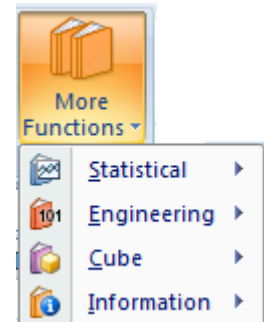 More
Functions
Statistical
101 Engineering
Cube
Information